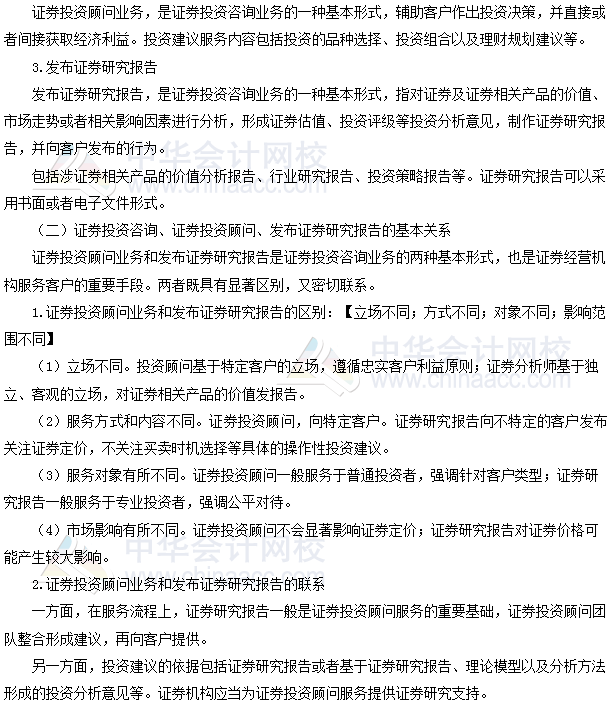 证券投资顾问业务，是证券投资咨询业务的一种基本形式，辅助客户作出投资决策，并直接或
者间接获取经济利益。投资建议服务内容包括投资的品种选择、投资组合以及理财规划建议等。
3.发布证券研究报告
发布证券研究报告，是证券投资咨询业务的一种基本形式，指对证券及证券相关产品的价值、
市场走势或者相关影响因素进行分析，形成证券估值、投资评级等投资分析意见，制作证券研究报
告，并向客户发布的行为。
中华会计网校
www.chinaacc.com
包括涉证券相关产品的价值分析报告、行业研究报告、投资策略报告等。证券研究报告可以采
用书面或者电子文件形式。
（二）证券投资咨询、证券投资顾问、发布证券研究报告的基本关系
证券投资顾问业务和发布证券研究报告是证券投资咨询业务的两种基本形式，也是证券经营机
构服务客户的重要手段。两者既具有显著区别，又密切联系。
1.证券投资顾问业务和发布证券研究报告的区别：【立场不同；方式不同；对象不同；影响范
围不同】
中华会计网校
www.chinaacc.com
（1）立场不同。投资顾问基于特定客户的立场，遵循忠实客户利益原则；证券分析师基于独
立、客观的立场，对证券相关产品的价值发报告。
（2）服务方式和内容不同。证券投资顾问，向特定客户。证券研究报告向不特定的客户发布
关注证券定价，不关注买卖时机选择等具体的操作性投资建议。
（3）服务对象有所不同。证券投资顾问一般服务于普通投资者，强调针对客户类型；证券研
究报告一般服务于专业投资者，强调公平对待。
（4）市场影响有所不同。证券投资顾问不会显著影响证券定价；证券研究报告对证券价格可
能产生较大影响。
中华会计网校
www.chinaacc.com
2.证券投资顾问业务和发布证券研究报告的联系
一方面，在服务流程上，证券研究报告一般是证券投资顾问服务的重要基础，证券投资顾问团
队整合形成建议，再向客户提供。
另一方面，投资建议的依据包括证券研究报告或者基于证券研究报告、理论模型以及分析方法
形成的投资分析意见等。证券机构应当为证券投资顾问服务提供证券研究支持。